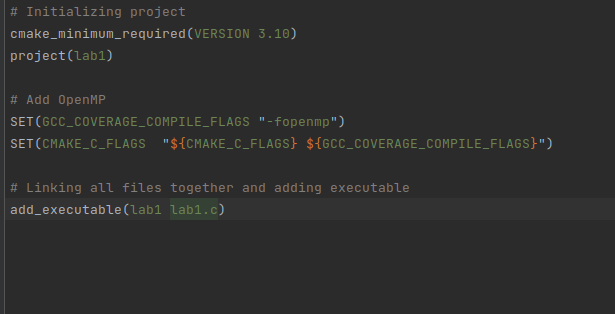 # Initializing project
cmake_minimum_required(VERSION 3.10)
project(lab1)
# Add OpenMP
SET(GCC_COVERAGE_COMPILE_FLAGS "-fopenmp")
SET(CMAKE_C_FLAGS  "${CMAKE_C_FLAGS} ${GCC_COVERAGE_COMPILE_FLAGS}")
# Linking all files together and adding executable
add_executable(lab1 lab1.c)